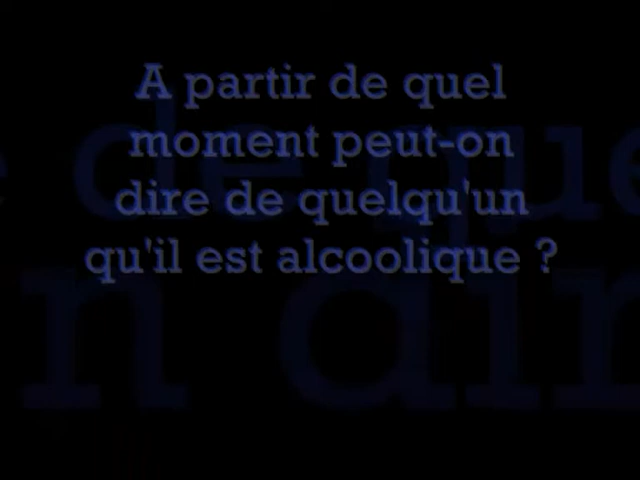 A partir de quel
moment peut-on
dire de quelqu'un
qu'il est alcoolique ?